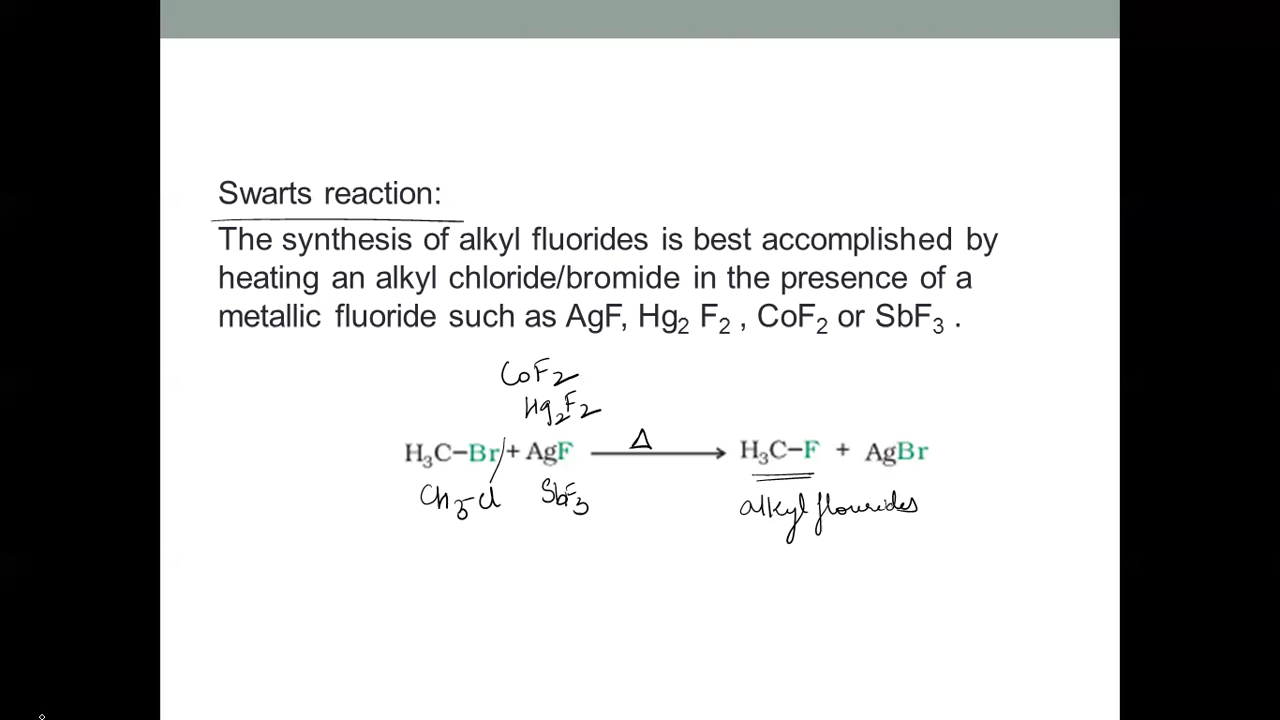 Swarts reaction:
The synthesis of alkyl fluorides is best accomplished by
heating an alkyl chloride/bromide in the presence of a
metallic fluoride such as AgF, Hg₂ F₂ , CoF₂ or SbF₃ .
CoF₂
Hg₂F₂
H₃C–Br / + AgF Δ → H₃C–F + AgBr
CH₃Cl SbF₃ alkyl flourides